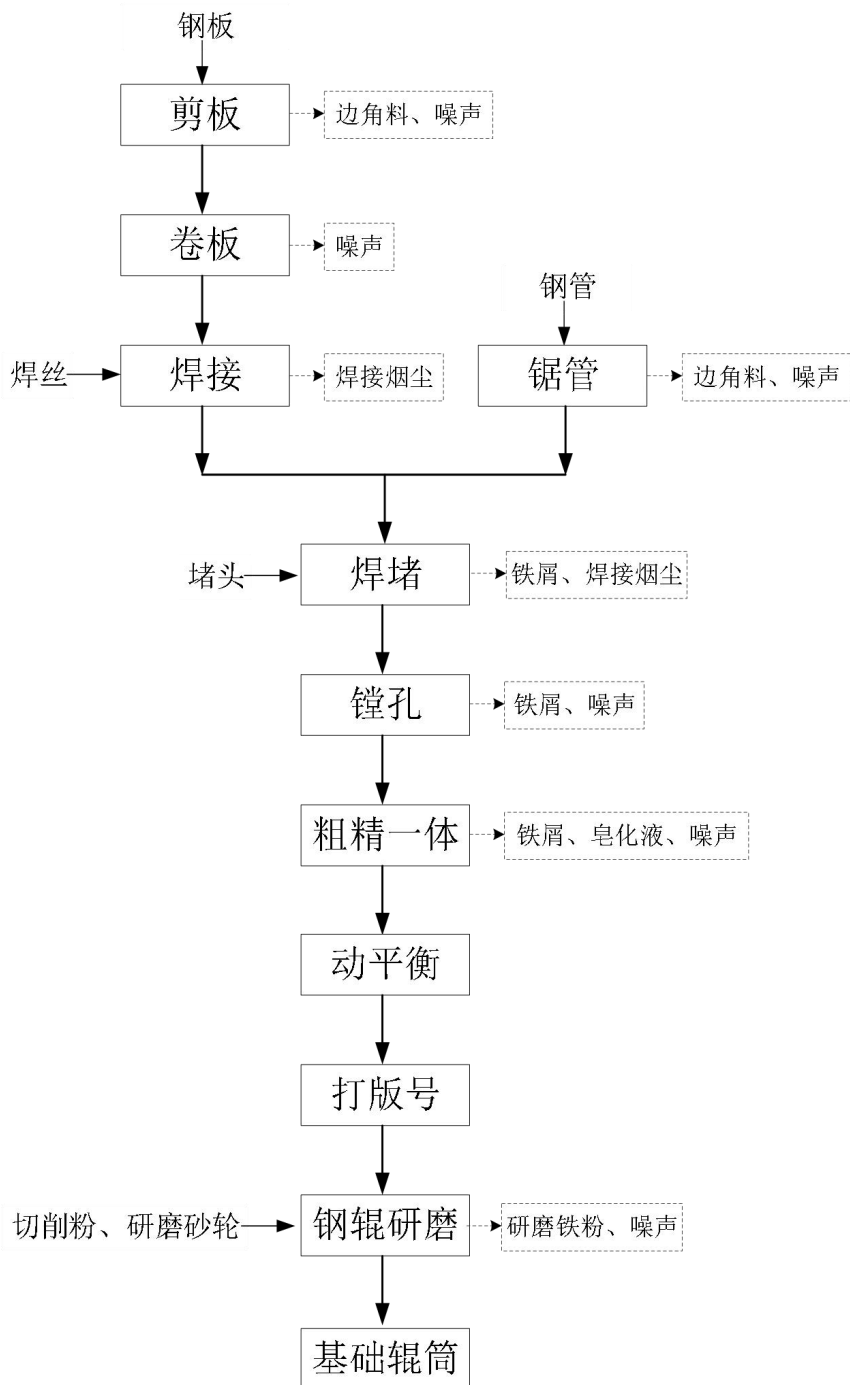 钢板
剪板
边角料、噪声
卷板
噪声
钢管
焊丝
焊接
焊接烟尘
锯管
边角料、噪声
堵头
焊堵
铁屑、焊接烟尘
镗孔
铁屑、噪声
粗精一体
铁屑、皂化液、噪声
动平衡
打版号
切削粉、研磨砂轮
钢辊研磨
研磨铁粉、噪声
基础辊筒